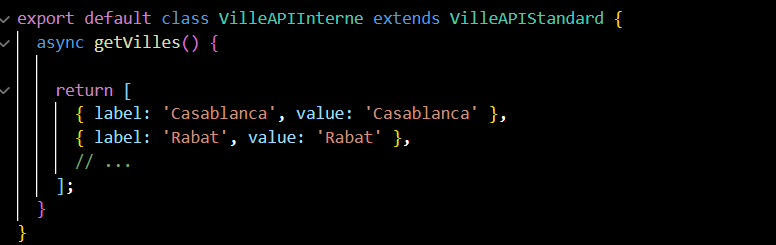 export default class VilleAPIInterne extends VilleAPIStandard {
async getVilles() {
return [
{ label: 'Casablanca', value: 'Casablanca' },
{ label: 'Rabat', value: 'Rabat' },
// ...
];
}
}